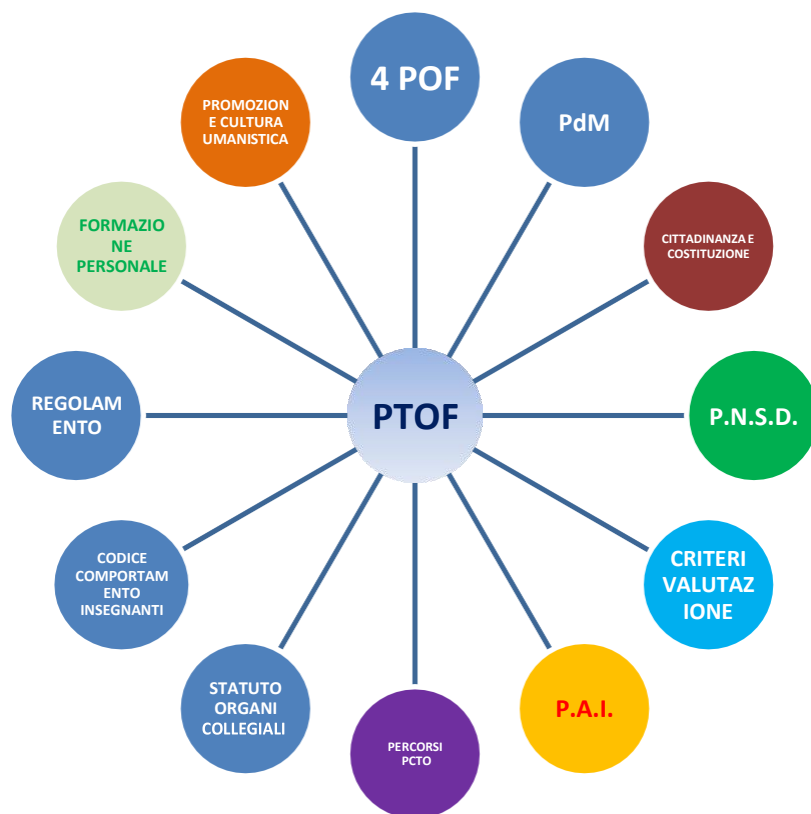 4 POF
PdM
CITTADINANZA E
COSTITUZIONE
P.N.S.D.
CRITERI
VALUTAZ
IONE
P.A.I.
PERCORSI
PCTO
STATUTO
ORGANI
COLLEGIALI
CODICE
COMPORTAM
ENTO
INSEGNANTI
REGOLAM
ENTO
FORMAZIO
NE
PERSONALE
PROMOZION
E CULTURA
UMANISTICA
PTOF